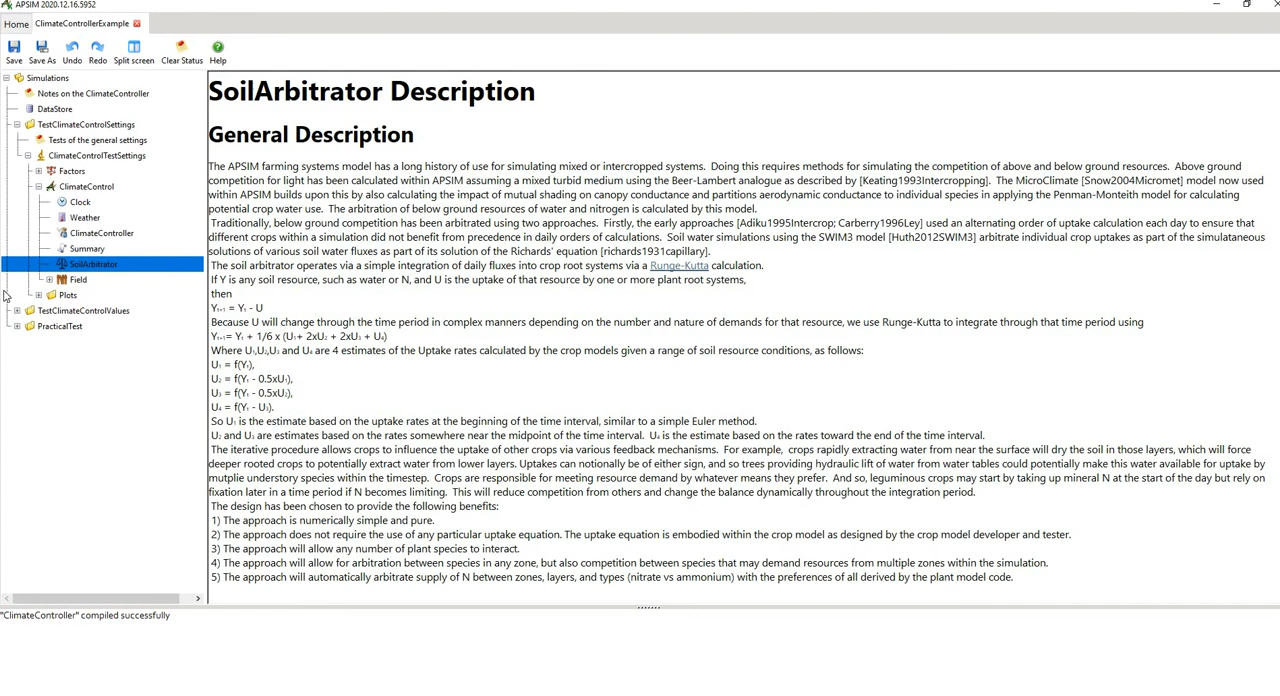 APSIM 2020.12.16.5952
Home ClimateControllerExample
Save Save As Undo Redo Split screen Clear Status Help
Simulations
Notes on the ClimateController
DataStore
TestClimateControlSettings
Tests of the general settings
ClimateControlTestSettings
Factors
ClimateControl
Clock
Weather
ClimateController
Summary
SoilArbitrator
Field
Plots
TestClimateControlValues
PracticalTest
SoilArbitrator Description
General Description
The APSIM farming systems model has a long history of use for simulating mixed or intercropped systems. Doing this requires methods for simulating the competition of above and below ground resources. Above ground
competition for light has been calculated within APSIM assuming a mixed turbid medium using the Beer-Lambert analogue as described by [Keating1993Intercropping]. The MicroClimate [Snow2004Micromet] model now used
within APSIM builds upon this by also calculating the impact of mutual shading on canopy conductance and partitions aerodynamic conductance to individual species in applying the Penman-Monteith model for calculating
potential crop water use. The arbitration of below ground resources of water and nitrogen is calculated by this model.
Traditionally, below ground competition has been arbitrated using two approaches. Firstly, the early approaches [Adiku1995Intercrop; Carberry1996Ley] used an alternating order of uptake calculation each day to ensure that
different crops within a simulation did not benefit from precedence in daily orders of calculations. Soil water simulations using the SWIM3 model [Huth2012SWIM3] arbitrate individual crop uptakes as part of the simulataneous
solutions of various soil water fluxes as part of its solution of the Richards' equation [richards1931capillary].
The soil arbitrator operates via a simple integration of daily fluxes into crop root systems via a Runge-Kutta calculation.
If Y is any soil resource, such as water or N, and U is the uptake of that resource by one or more plant root systems,
then
Yₜ₊₁ = Yₜ - U
Because U will change through the time period in complex manners depending on the number and nature of demands for that resource, we use Runge-Kutta to integrate through that time period using
Yₜ₊₁= Yₜ + 1/6 x (U₁+ 2xU₂ + 2xU₃ + U₄)
Where U₁,U₂,U₃ and U₄ are 4 estimates of the Uptake rates calculated by the crop models given a range of soil resource conditions, as follows:
U₁ = f(Yₜ),
U₂ = f(Yₜ - 0.5xU₁),
U₃ = f(Yₜ - 0.5xU₂),
U₄ = f(Yₜ - U₃).
So U₁ is the estimate based on the uptake rates at the beginning of the time interval, similar to a simple Euler method.
U₂ and U₃ are estimates based on the rates somewhere near the midpoint of the time interval. U₄ is the estimate based on the rates toward the end of the time interval.
The iterative procedure allows crops to influence the uptake of other crops via various feedback mechanisms. For example, crops rapidly extracting water from near the surface will dry the soil in those layers, which will force
deeper rooted crops to potentially extract water from lower layers. Uptakes can notionally be of either sign, and so trees providing hydraulic lift of water from water tables could potentially make this water available for uptake by
mutplie understory species within the timestep. Crops are responsible for meeting resource demand by whatever means they prefer. And so, leguminous crops may start by taking up mineral N at the start of the day but rely on
fixation later in a time period if N becomes limiting. This will reduce competition from others and change the balance dynamically throughout the integration period.
The design has been chosen to provide the following benefits:
1) The approach is numerically simple and pure.
2) The approach does not require the use of any particular uptake equation. The uptake equation is embodied within the crop model as designed by the crop model developer and tester.
3) The approach will allow any number of plant species to interact.
4) The approach will allow for arbitration between species in any zone, but also competition between species that may demand resources from multiple zones within the simulation.
5) The approach will automatically arbitrate supply of N between zones, layers, and types (nitrate vs ammonium) with the preferences of all derived by the plant model code.
"ClimateController" compiled successfully